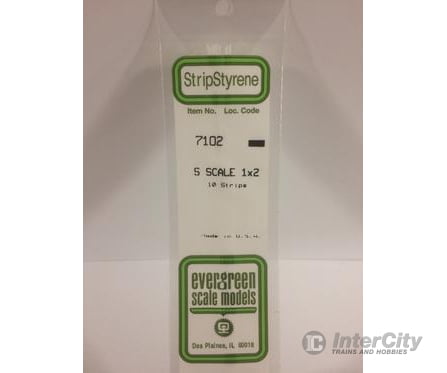 StripStyrene
Item No. Loc. Code
7102
S SCALE 1x2
10 Strips
Made in U.S.A.
evergreen
scale models
Des Plaines, IL 60018
IC InterCity
TRAINS AND HOBBIES